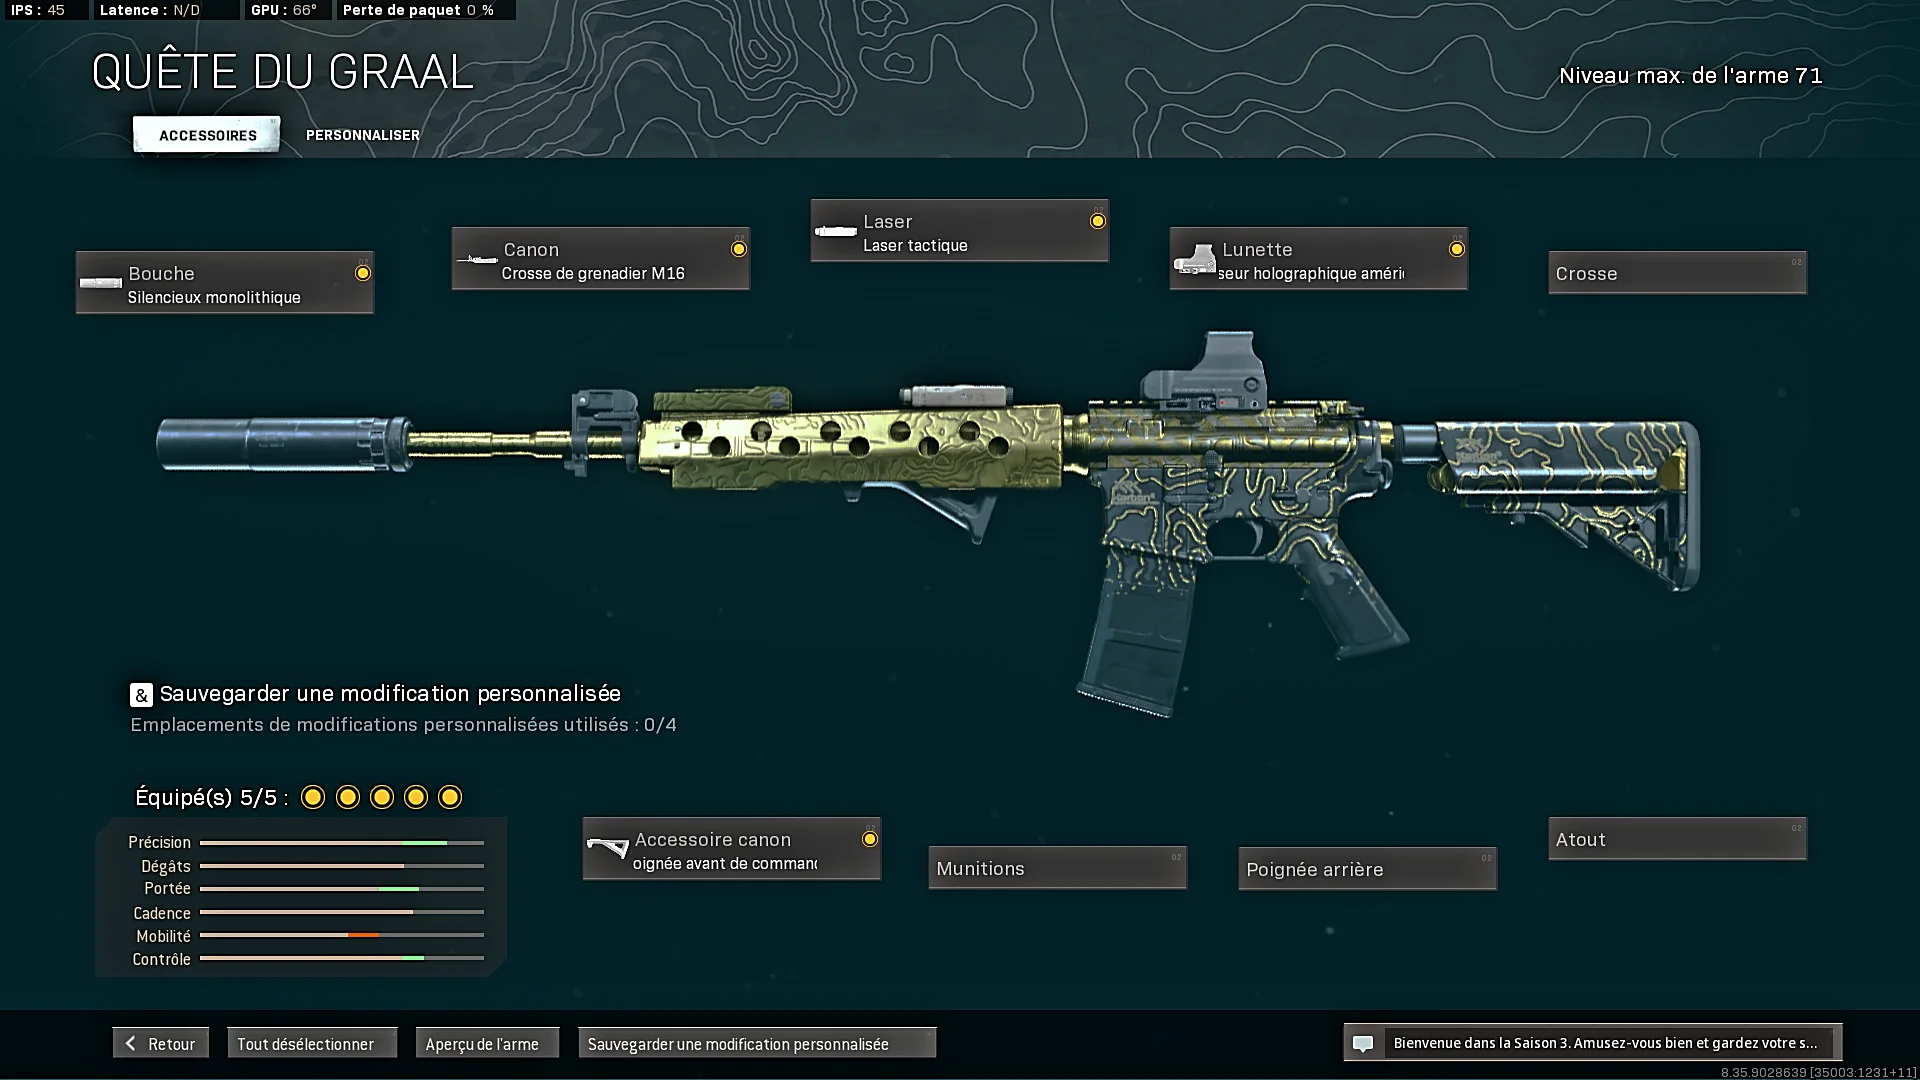 IPS : 45 Latence : N/D GPU : 66° Perte de paquet 0 %
QUÊTE DU GRAAL
Niveau max. de l'arme 71
ACCESSOIRES PERSONNALISER
Laser
Laser tactique
Canon
Crosse de grenadier M16
Lunette
seur holographique améri
Bouche
Silencieux monolithique
Crosse
& Sauvegarder une modification personnalisée
Emplacements de modifications personnalisées utilisés : 0/4
Équipé(s) 5/5 :
Précision
Dégâts
Portée
Cadence
Mobilité
Contrôle
Accessoire canon
oignée avant de command
Munitions
Poignée arrière
Atout
Retour
Tout désélectionner
Aperçu de l'arme
Sauvegarder une modification personnalisée
Bienvenue dans la Saison 3. Amusez-vous bien et gardez votre s...
8.35.9028639 [35003:1231+11]